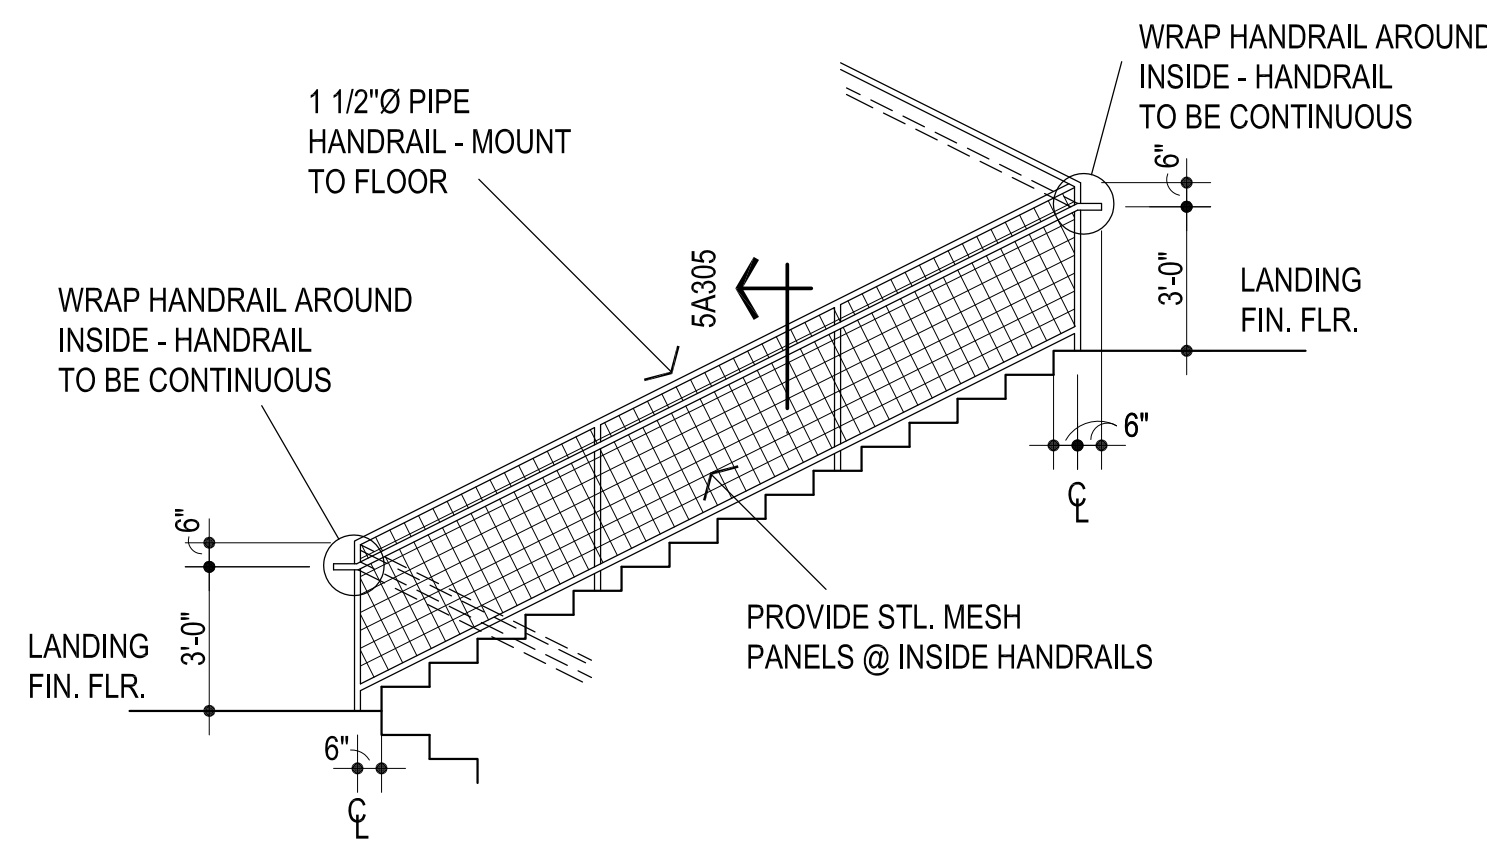 WRAP HANDRAIL AROUND
INSIDE - HANDRAIL
TO BE CONTINUOUS
1 1/2"Ø PIPE
HANDRAIL - MOUNT
TO FLOOR
6"
3'-0"
LANDING
FIN. FLR.
5A305
WRAP HANDRAIL AROUND
INSIDE - HANDRAIL
TO BE CONTINUOUS
6"
℄
6"
3'-0"
LANDING
FIN. FLR.
PROVIDE STL. MESH
PANELS @ INSIDE HANDRAILS
6"
℄